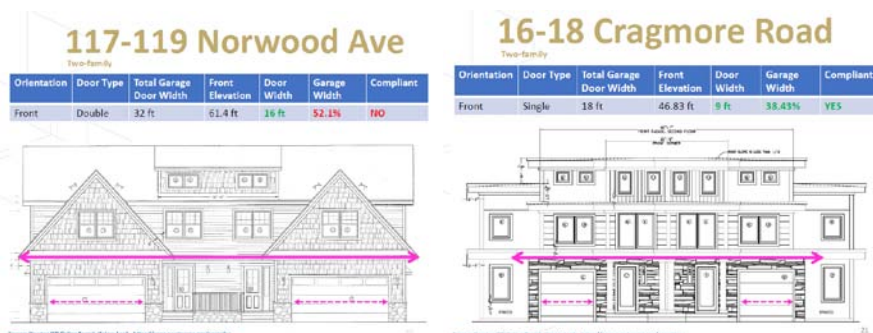 117-119 Norwood Ave
Two-family
Orientation Door Type Total Garage Door Width Front Elevation Door Width Garage Width Compliant
Front Double 32 ft 61.4 ft 16 ft 52.1% NO
16-18 Cragmore Road
Two-family
Orientation Door Type Total Garage Door Width Front Elevation Door Width Garage Width Compliant
Front Single 18 ft 46.83 ft 9 ft 38.43% YES